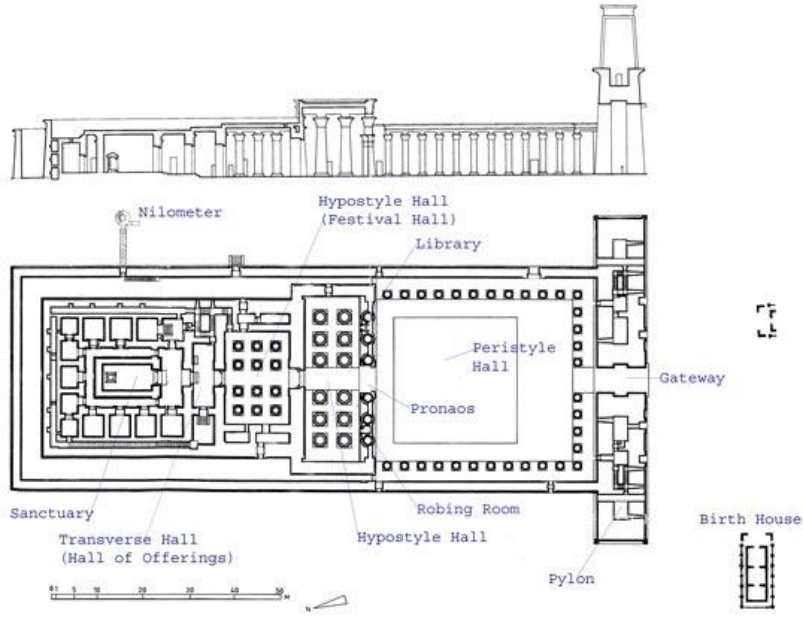 Nilometer
Hypostyle Hall
(Festival Hall)
Library
Peristyle
Hall
Gateway
Pronaos
Sanctuary
Robing Room
Transverse Hall
(Hall of Offerings)
Hypostyle Hall
Birth House
Pylon
0 1 5 10 20 30 40 50
M
N